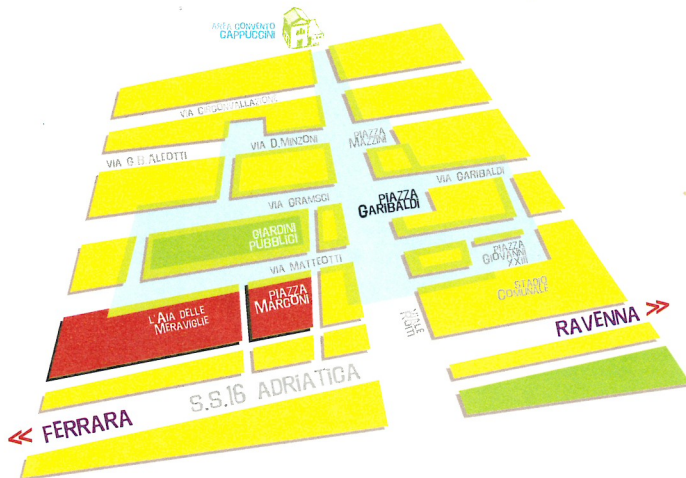 AREA CONVENTO
CAPPUCCINI
VIA CIRCONVALLAZIONE
VIA D. MINZONI
PIAZZA
MAZZINI
VIA G.B. ALEOTTI
VIA GARIBALDI
PIAZZA
GARIBALDI
VIA GRAMSCI
GIARDINI
PUBBLICI
PIAZZA
GIOVANNI
XXIII
VIA MATTEOTTI
STADIO
COMUNALE
L'AIA DELLE
MERAVIGLIE
PIAZZA
MARCONI
VIALE
RAVENNA >>
S.S.16 ADRIATICA
<< FERRARA